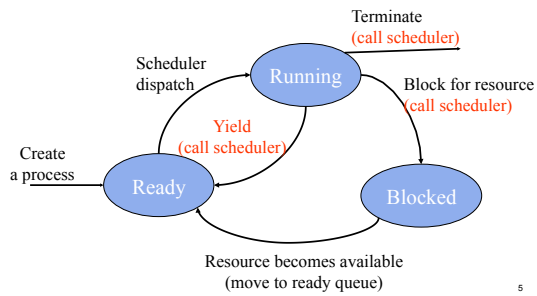 Terminate
(call scheduler)
Scheduler
dispatch
Running
Block for resource
(call scheduler)
Yield
(call scheduler)
Create
a process
Ready
Blocked
Resource becomes available
(move to ready queue)
5